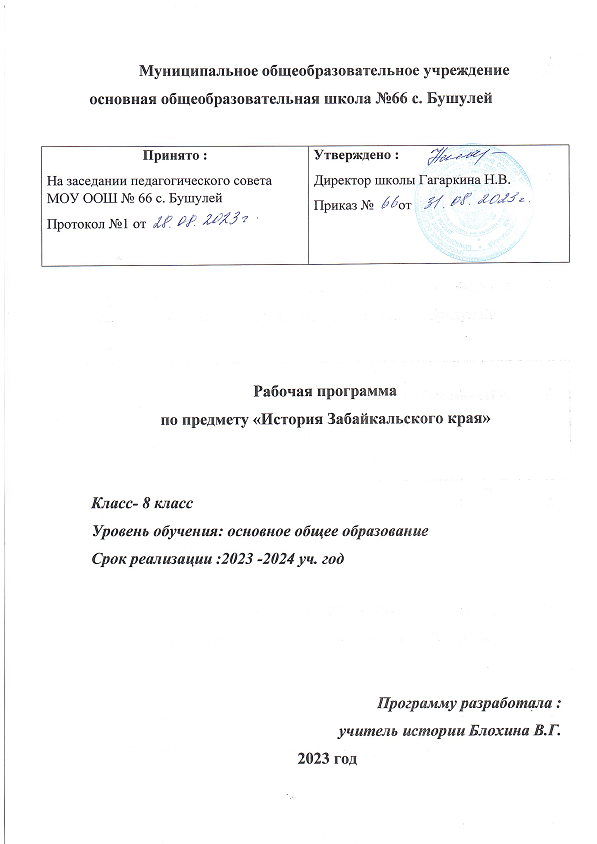 Муниципальное общеобразовательное учреждение
основная общеобразовательная школа №66 с. Бушулей
Принято :
На заседании педагогического совета
МОУ ООШ № 66 с. Бушулей
Протокол №1 от 28.08.2023г.
Утверждено :
Директор школы Гагаркина Н.В.
Приказ № 66 от 31.08.2023г.
Рабочая программа
по предмету «История Забайкальского края»
Класс- 8 класс
Уровень обучения: основное общее образование
Срок реализации :2023 -2024 уч. год
Программу разработала :
учитель истории Блохина В.Г.
2023 год